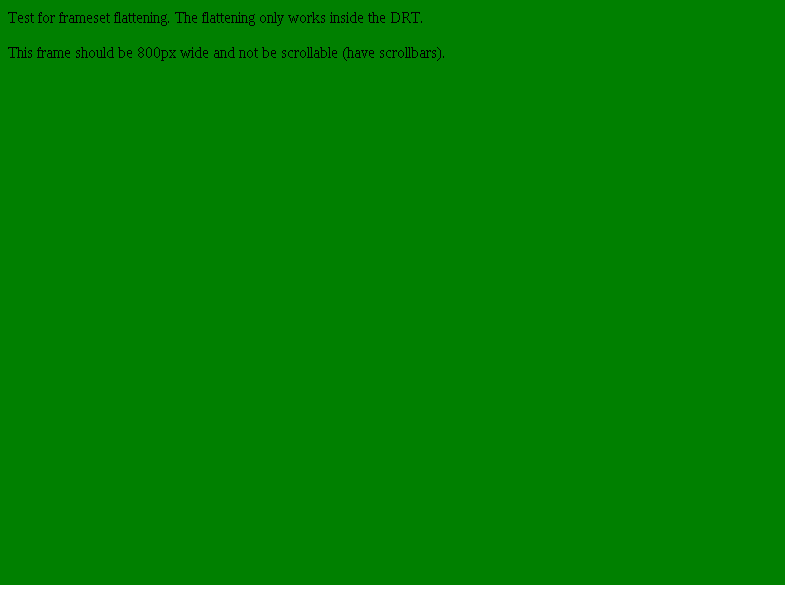 Test for frameset flattening. The flattening only works inside the DRT.
This frame should be 800px wide and not be scrollable (have scrollbars).